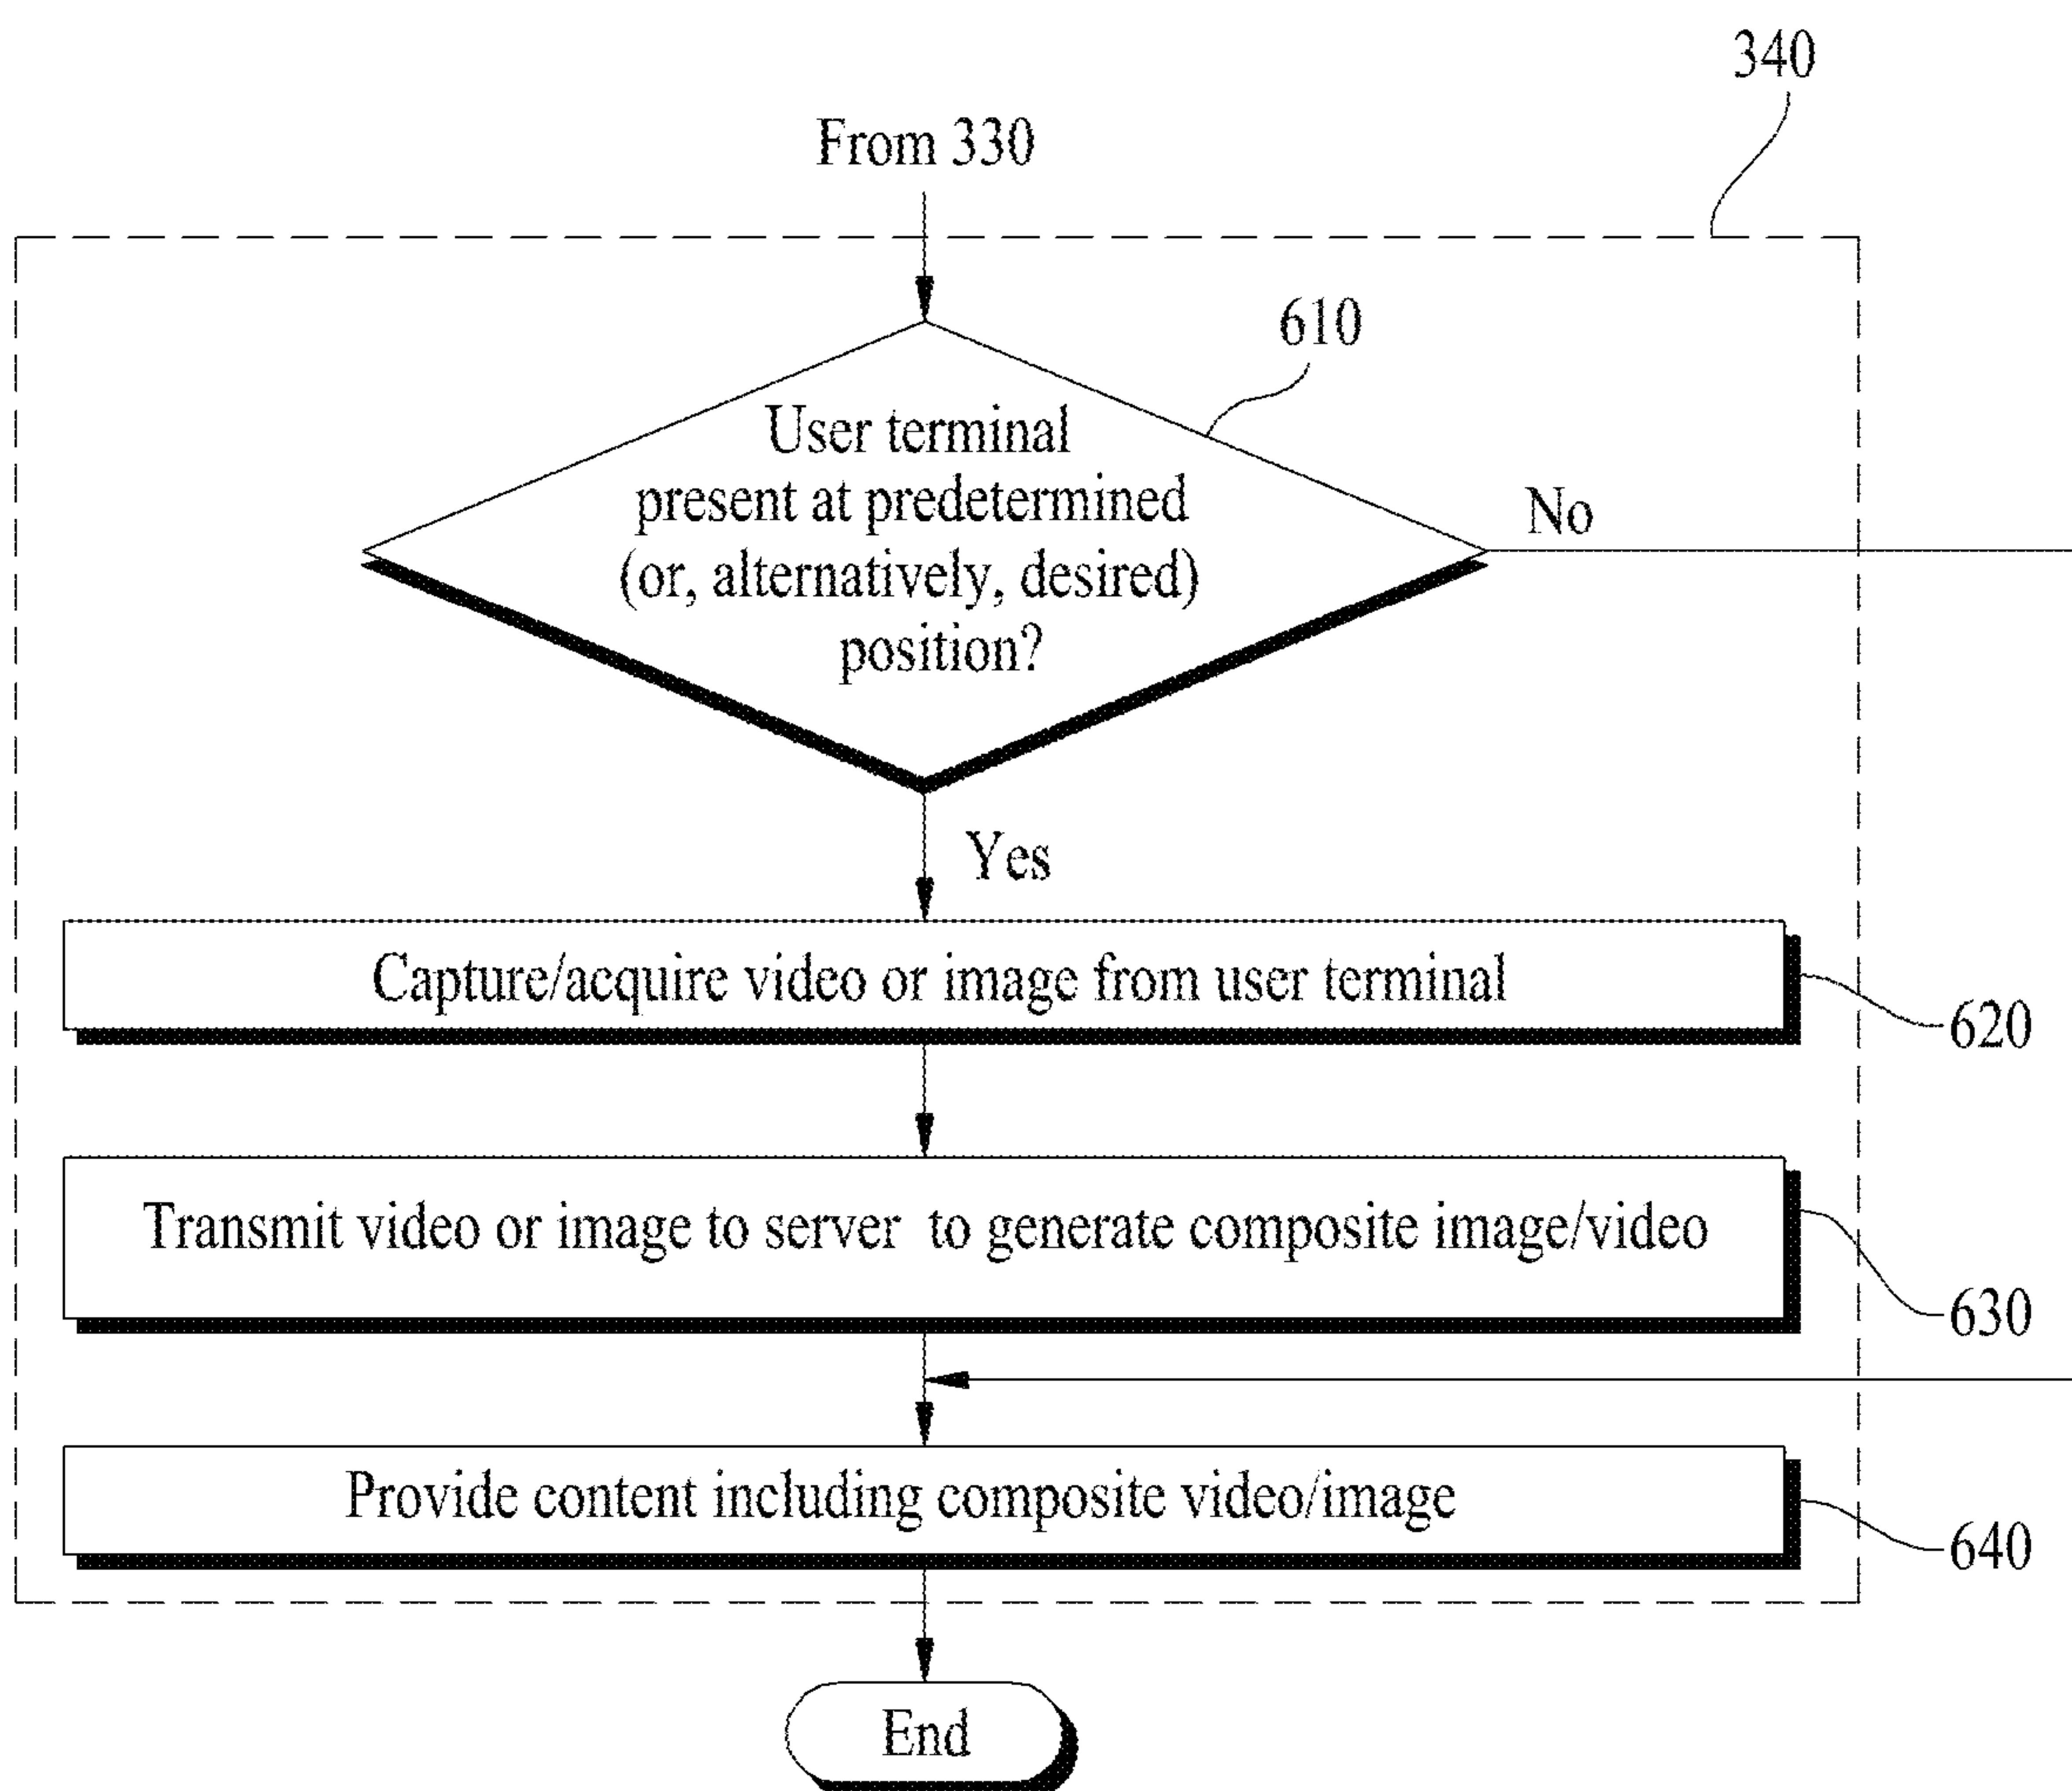 340
From 330
610
User terminal
present at predetermined
(or, alternatively, desired)
position?
No
Yes
Capture/acquire video or image from user terminal
620
Transmit video or image to server to generate composite image/video
630
Provide content including composite video/image
640
End